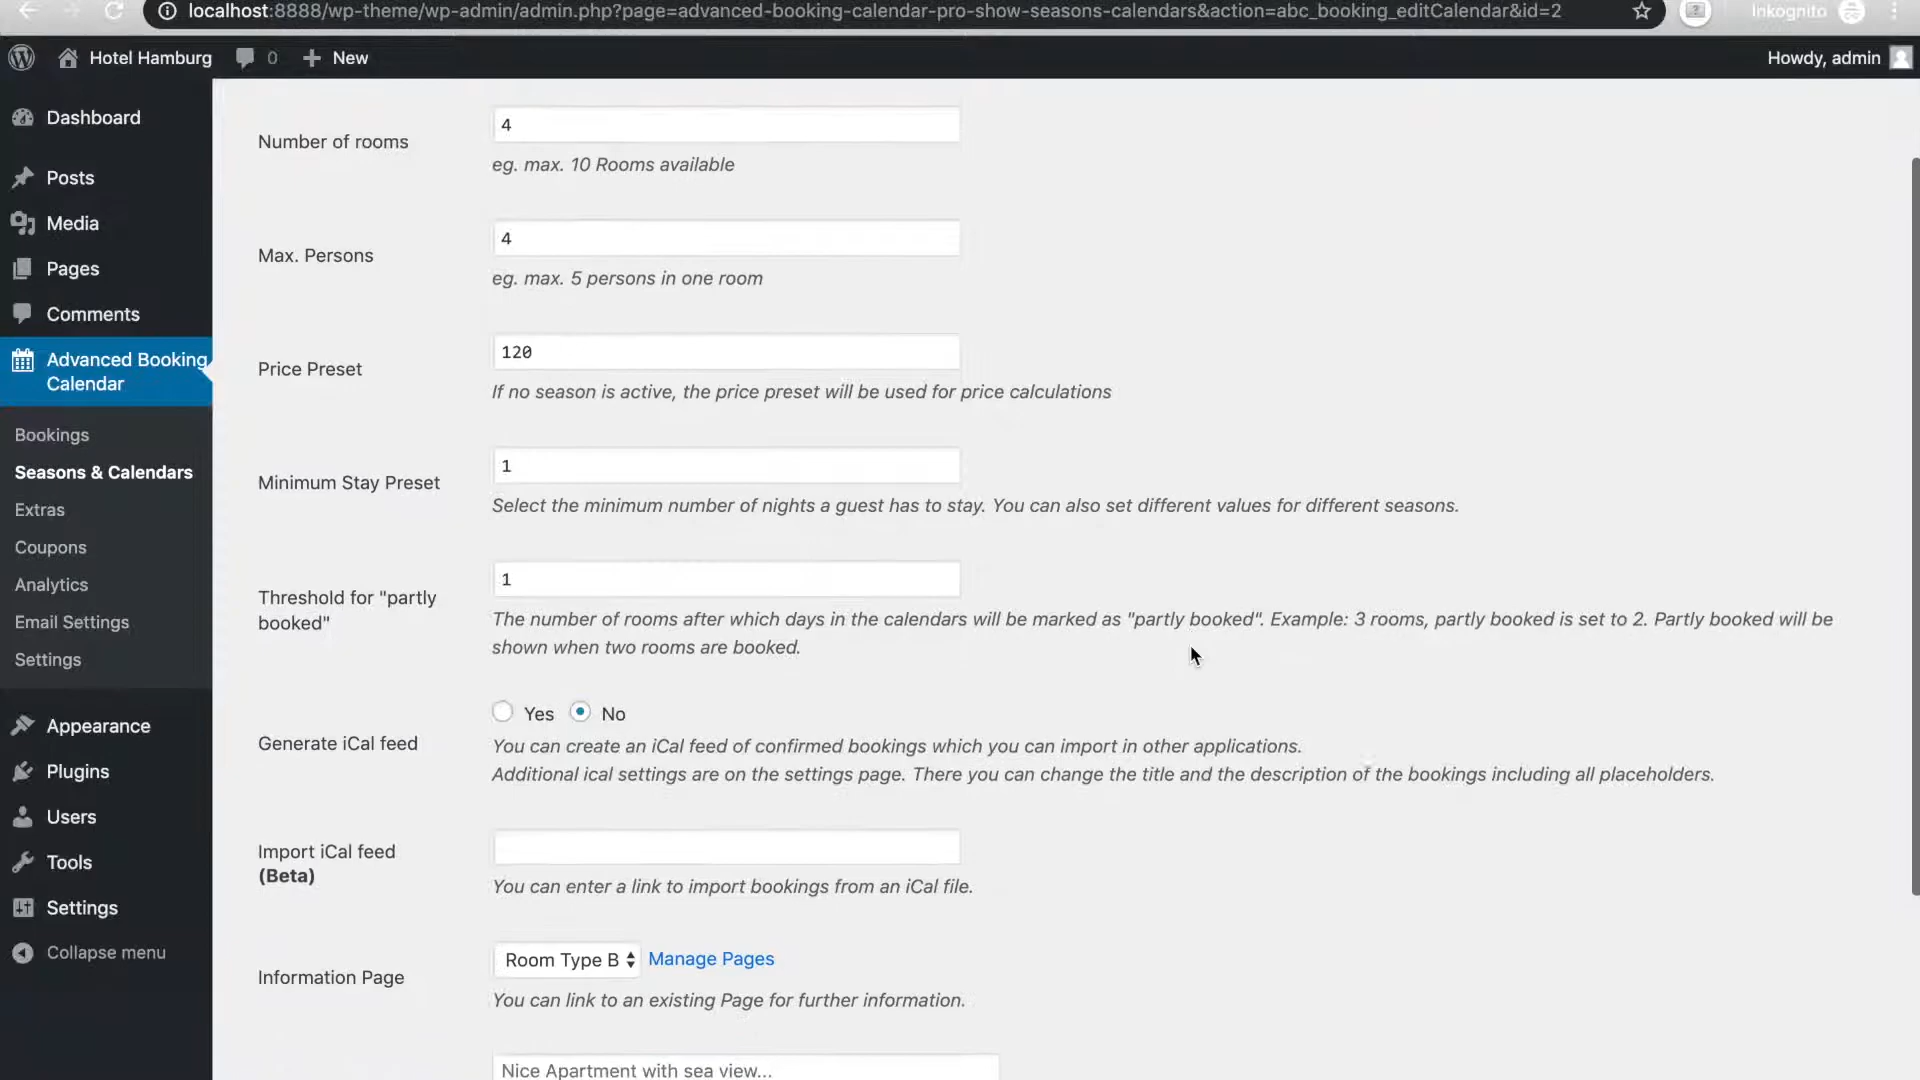 localhost:8888/wp-theme/wp-admin/admin.php?page=advanced-booking-calendar-pro-show-seasons-calendars&action=abc_booking_editCalendar&id=2
Inkognito
Hotel Hamburg
0
New
Howdy, admin
Dashboard
Posts
Media
Pages
Comments
Advanced Booking
Calendar
Bookings
Seasons & Calendars
Extras
Coupons
Analytics
Email Settings
Settings
Appearance
Plugins
Users
Tools
Settings
Collapse menu
Number of rooms
4
eg. max. 10 Rooms available
Max. Persons
4
eg. max. 5 persons in one room
Price Preset
120
If no season is active, the price preset will be used for price calculations
Minimum Stay Preset
1
Select the minimum number of nights a guest has to stay. You can also set different values for different seasons.
Threshold for "partly
booked"
1
The number of rooms after which days in the calendars will be marked as "partly booked". Example: 3 rooms, partly booked is set to 2. Partly booked will be
shown when two rooms are booked.
Generate iCal feed
Yes No
You can create an iCal feed of confirmed bookings which you can import in other applications.
Additional ical settings are on the settings page. There you can change the title and the description of the bookings including all placeholders.
Import iCal feed
(Beta)
You can enter a link to import bookings from an iCal file.
Information Page
Room Type B Manage Pages
You can link to an existing Page for further information.
Nice Apartment with sea view...